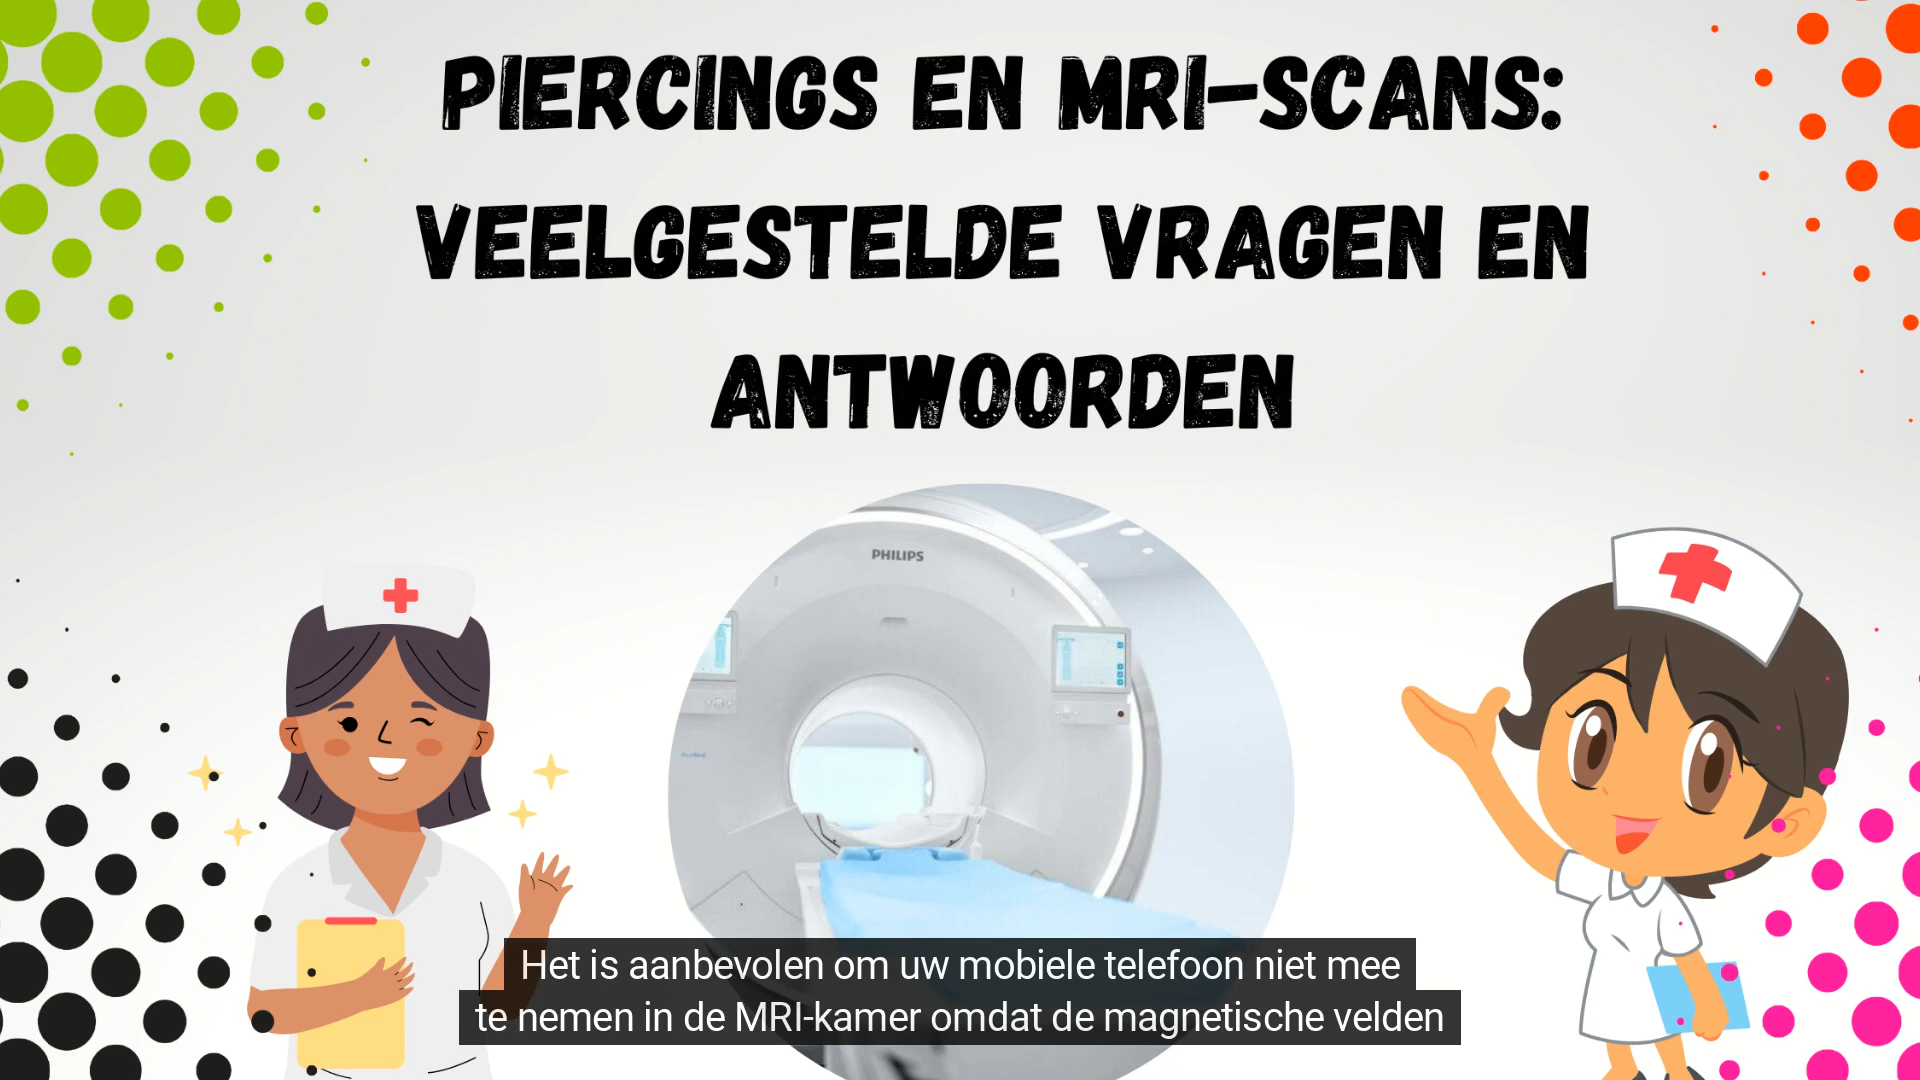 PIERCINGS EN MRI-SCANS:
VEELGESTELDE VRAGEN EN
ANTWOORDEN
PHILIPS
Het is aanbevolen om uw mobiele telefoon niet mee
te nemen in de MRI-kamer omdat de magnetische velden